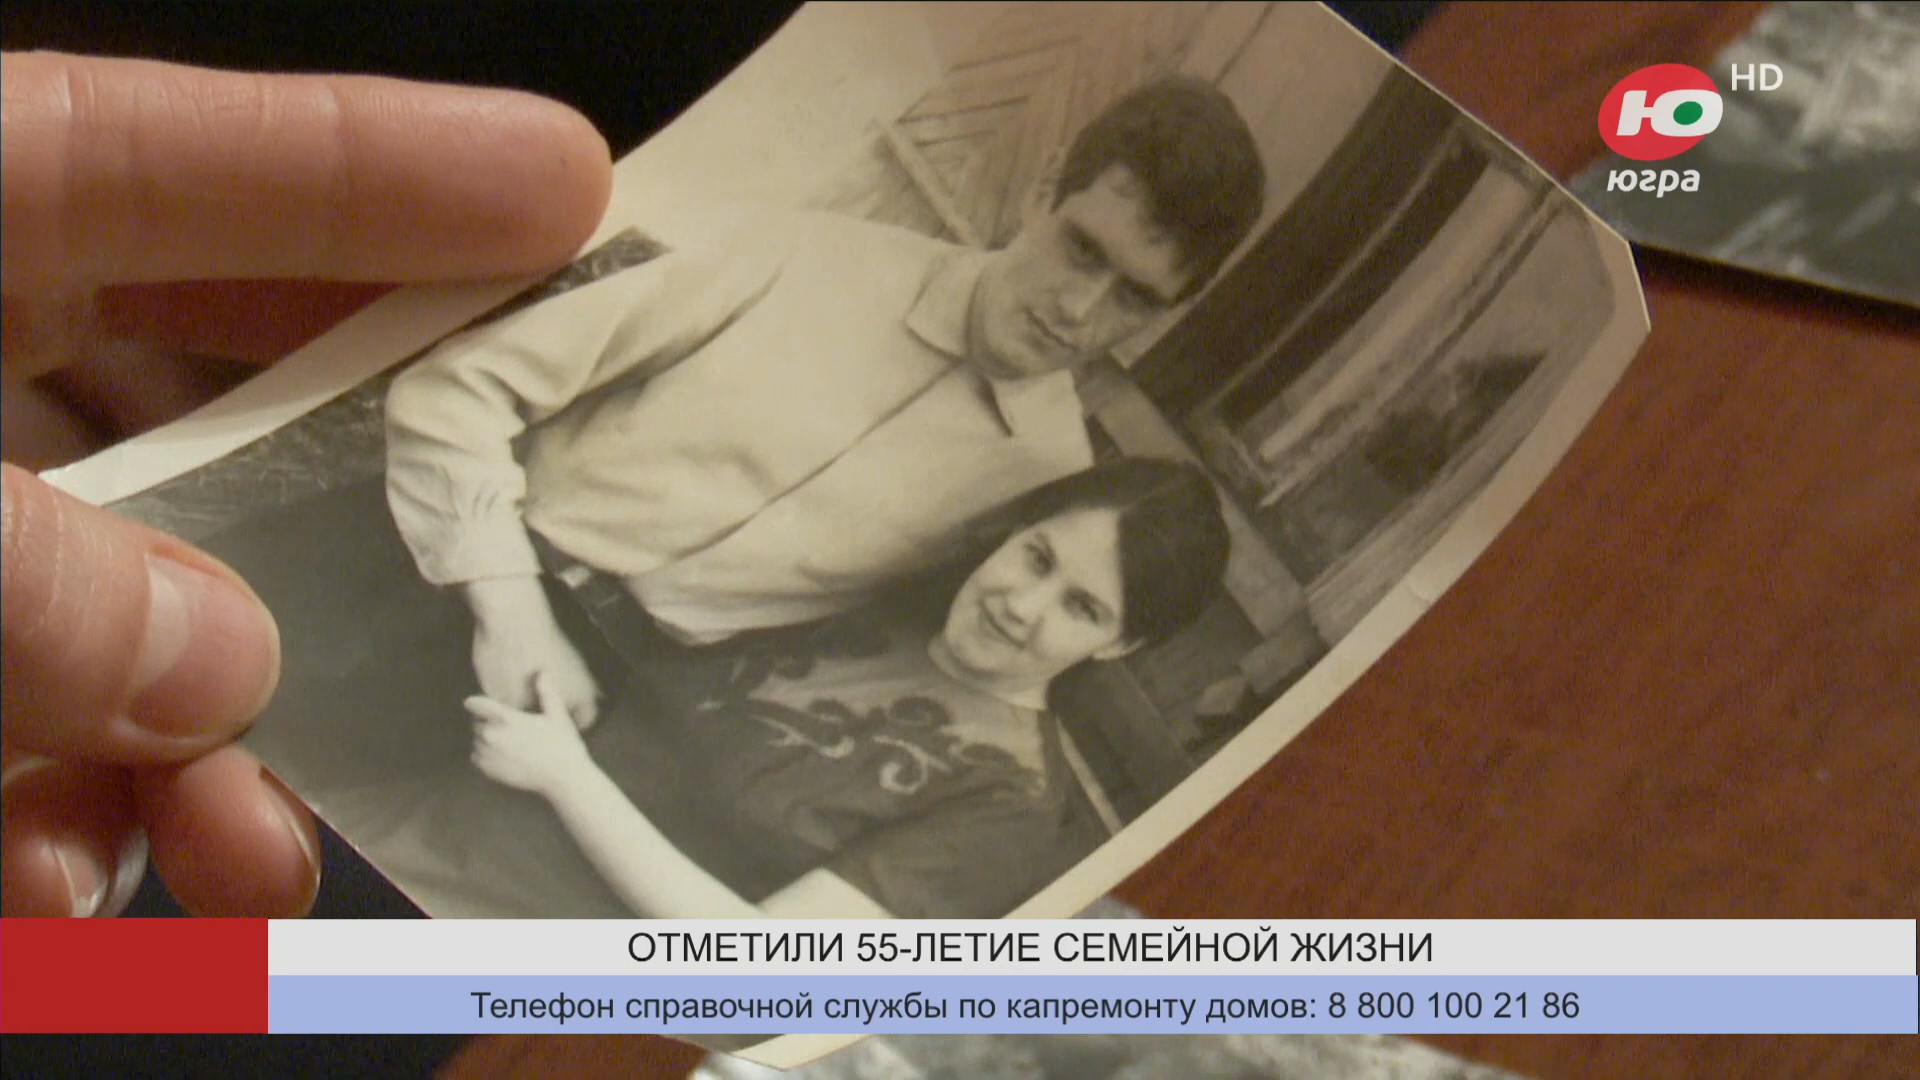 HD
Ю
югра
ОТМЕТИЛИ 55-ЛЕТИЕ СЕМЕЙНОЙ ЖИЗНИ
Телефон справочной службы по капремонту домов: 8 800 100 21 86